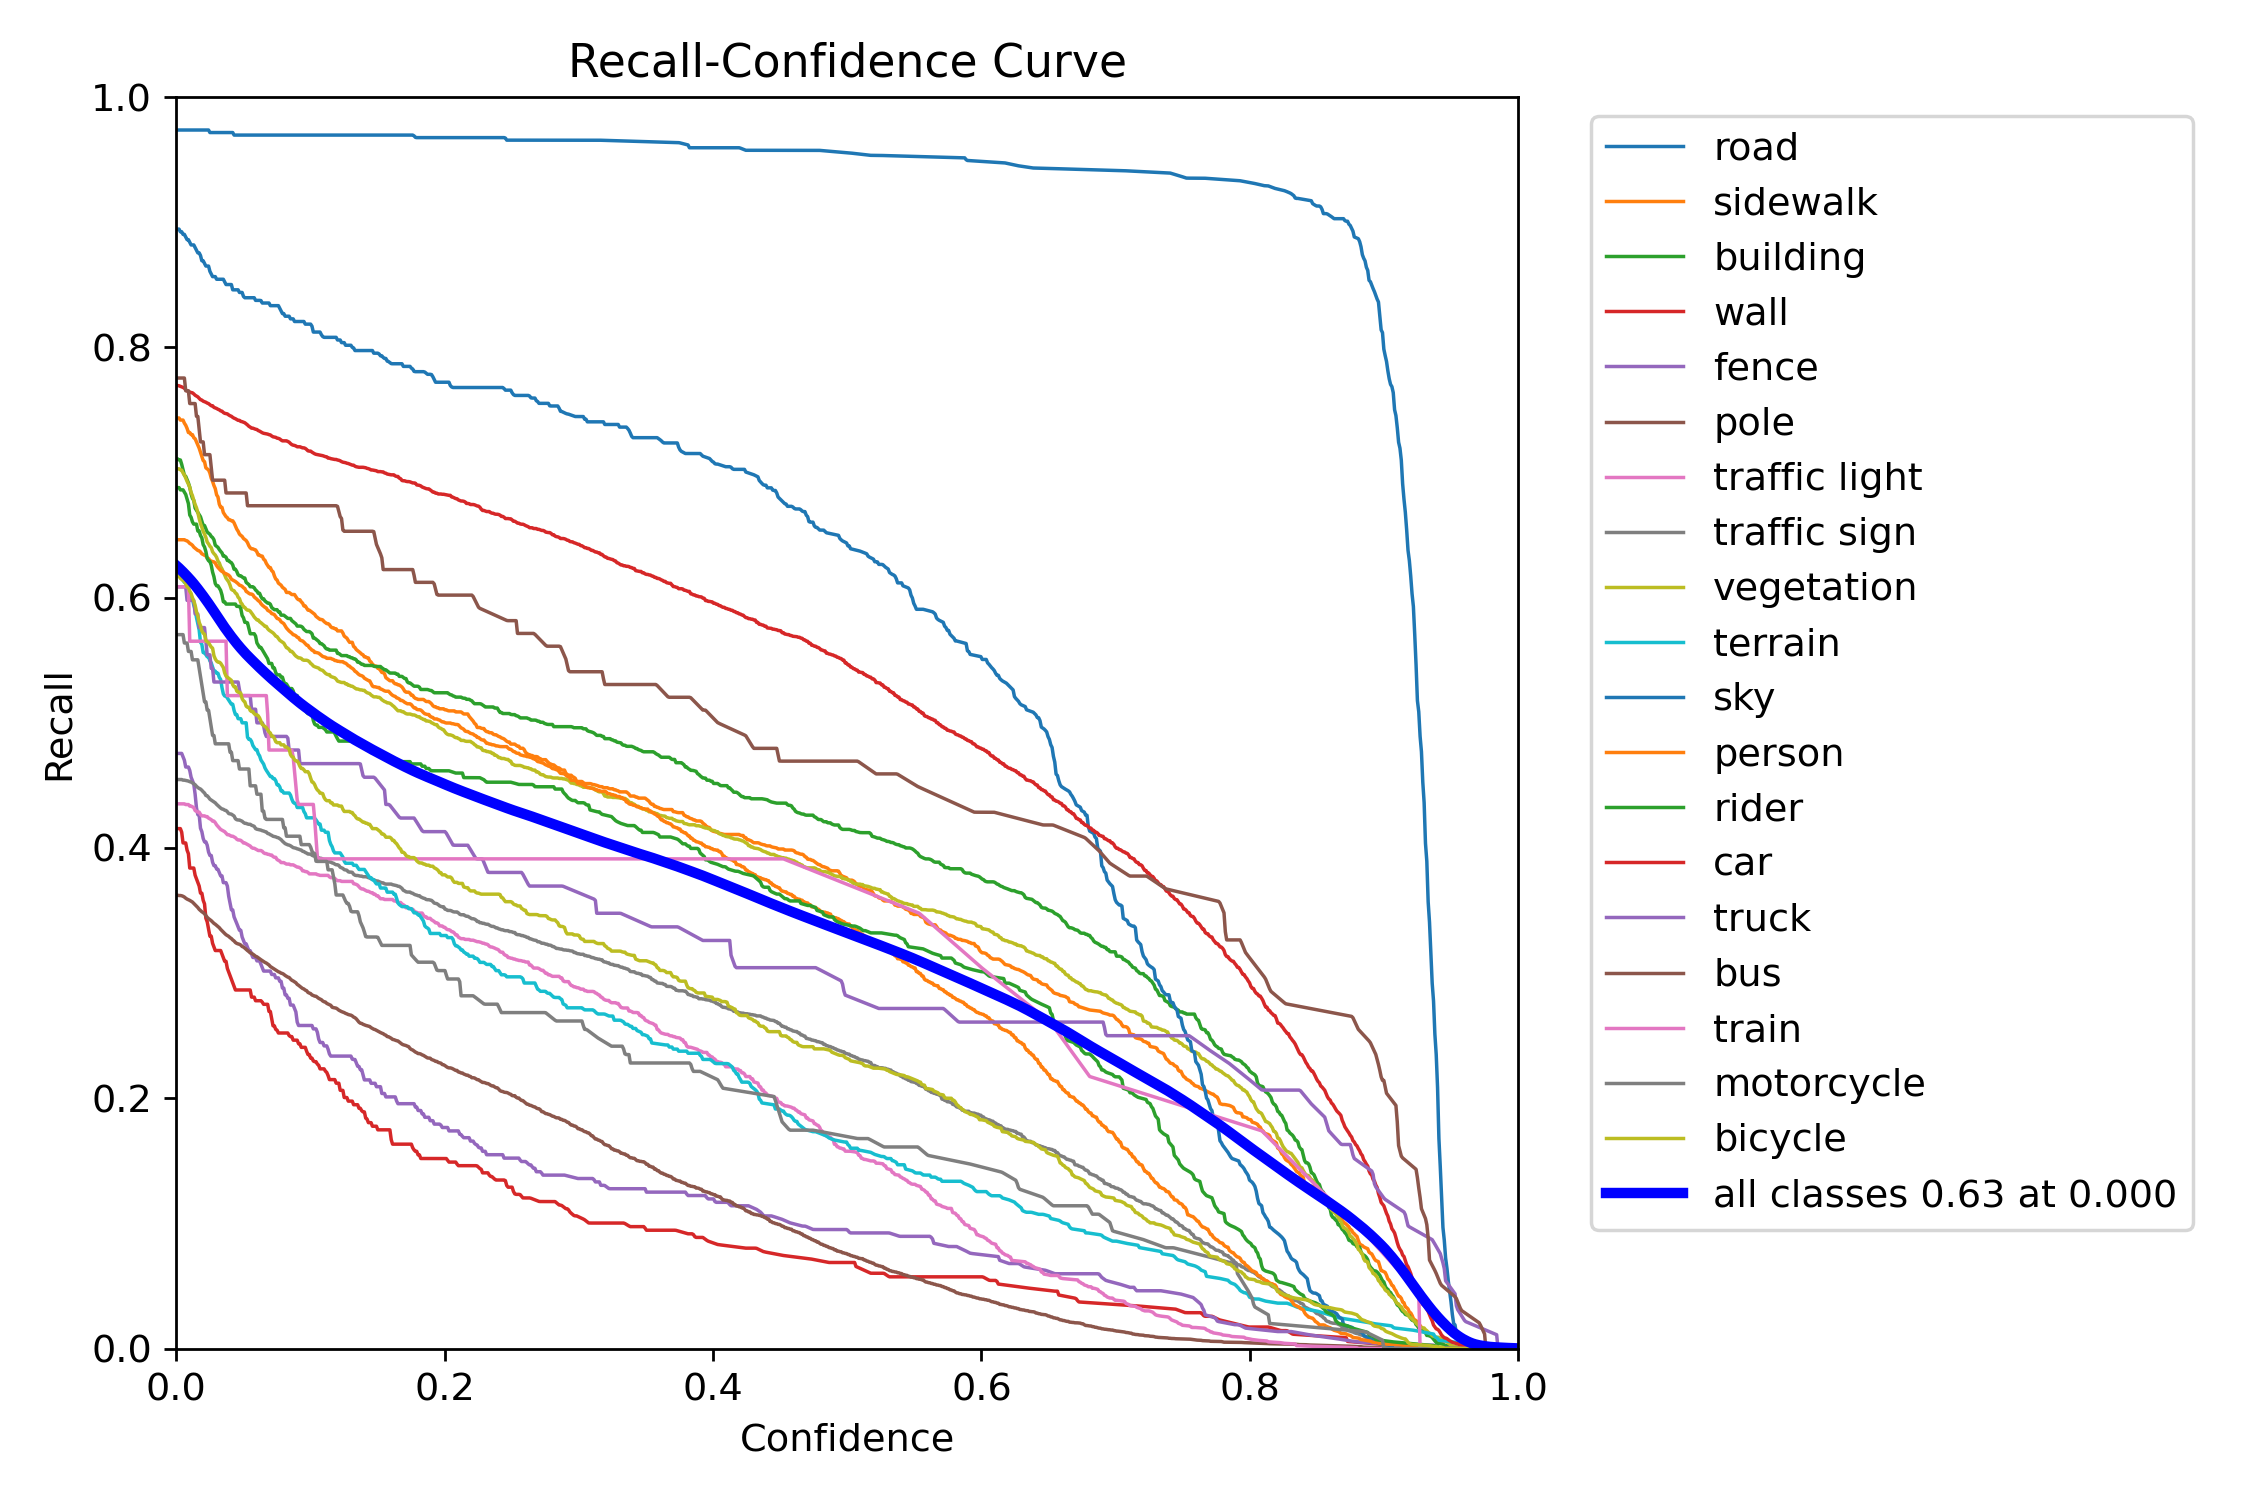 Recall-Confidence Curve
1.0
0.8
0.6
0.4
0.2
0.0
Recall
0.0 0.2 0.4 0.6 0.8 1.0
Confidence
road
sidewalk
building
wall
fence
pole
traffic light
traffic sign
vegetation
terrain
sky
person
rider
car
truck
bus
train
motorcycle
bicycle
all classes 0.63 at 0.000